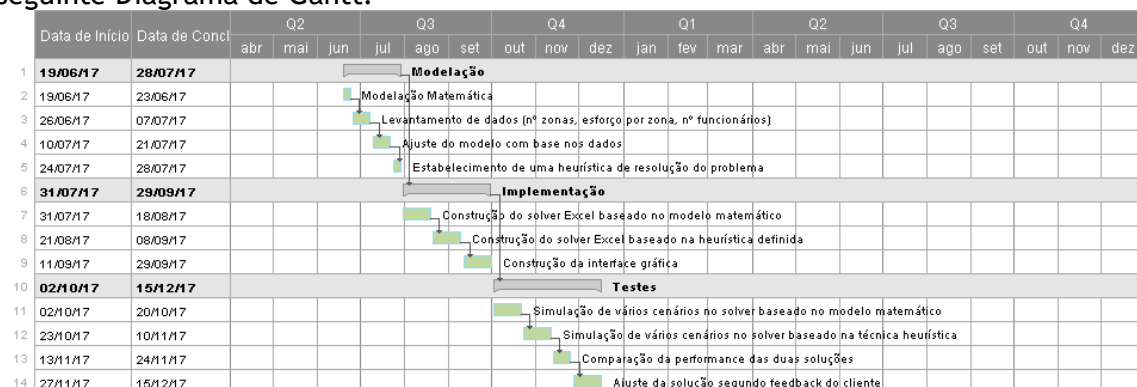 seguinte Diagrama de Gantt:
Data de Início Data de Concl Q2 Q3 Q4 Q1 Q2 Q3 Q4
abr mai jun jul ago set out nov dez jan fev mar abr mai jun jul ago set out nov dez
1 19/06/17 28/07/17 Modelação
2 19/06/17 23/06/17 Modelação Matemática
3 26/06/17 07/07/17 Levantamento de dados (nº zonas, esforço por zona, nº funcionários)
4 10/07/17 21/07/17 Ajuste do modelo com base nos dados
5 24/07/17 28/07/17 Estabelecimento de uma heurística de resolução do problema
6 31/07/17 29/09/17 Implementação
7 31/07/17 18/08/17 Construção do solver Excel baseado no modelo matemático
8 21/08/17 08/09/17 Construção do solver Excel baseado na heurística definida
9 11/09/17 29/09/17 Construção da interface gráfica
10 02/10/17 15/12/17 Testes
11 02/10/17 20/10/17 Simulação de vários cenários no solver baseado no modelo matemático
12 23/10/17 10/11/17 Simulação de vários cenários no solver baseado na técnica heurística
13 13/11/17 24/11/17 Comparação da performance das duas soluções
14 27/11/17 15/12/17 Ajuste da solução segundo feedback do cliente